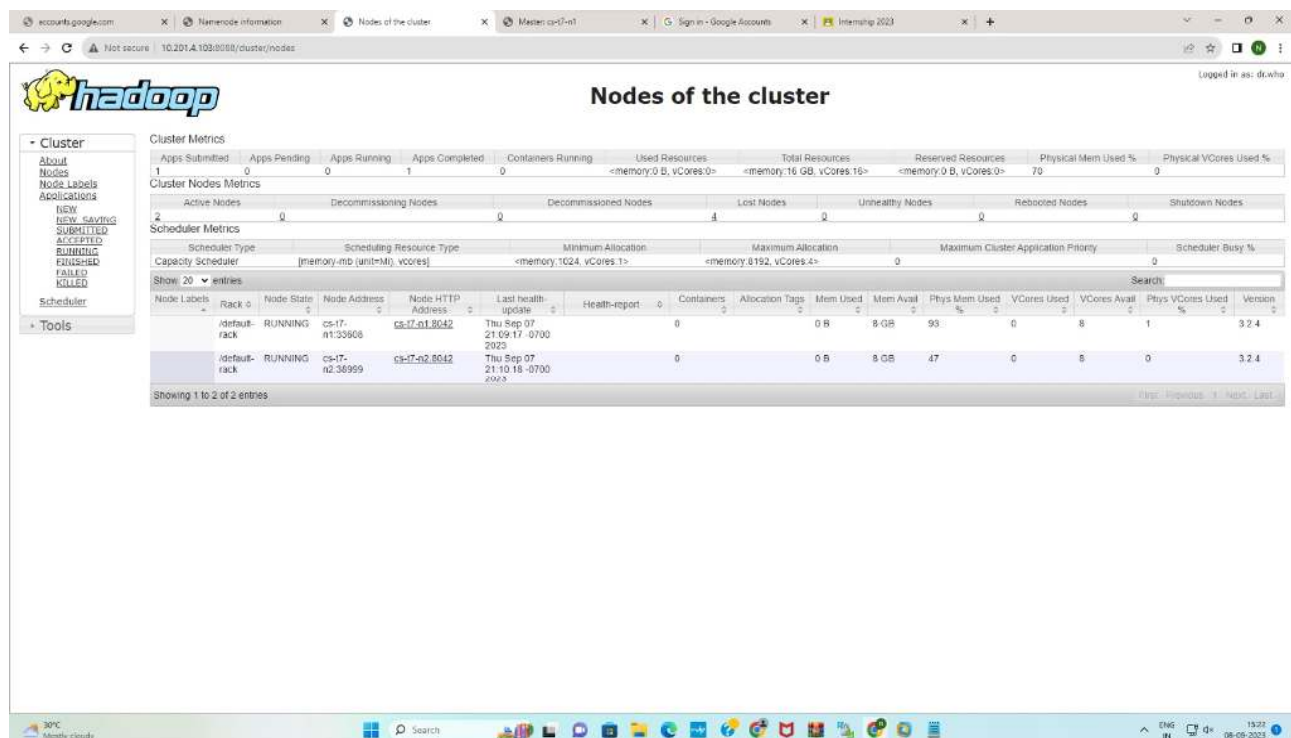 accounts.google.com Namenode information Nodes of the cluster Master: cs-t7-n1 Sign in - Google Accounts Internship 2023
Not secure 10.201.4.103:8088/cluster/nodes
Logged in as: dr.who
hadoop
Nodes of the cluster
Cluster
About
Nodes
Node Labels
Applications
NEW
NEW_SAVING
SUBMITTED
ACCEPTED
RUNNING
FINISHED
FAILED
KILLED
Scheduler
Tools
Cluster Metrics
Apps Submitted Apps Pending Apps Running Apps Completed Containers Running Used Resources Total Resources Reserved Resources Physical Mem Used % Physical VCores Used %
1 0 0 1 0 <memory:0 B, vCores:0> <memory:16 GB, vCores:16> <memory:0 B, vCores:0> 70 0
Cluster Nodes Metrics
Active Nodes Decommissioning Nodes Decommissioned Nodes Lost Nodes Unhealthy Nodes Rebooted Nodes Shutdown Nodes
2 0 0 4 0 0 0
Scheduler Metrics
Scheduler Type Scheduling Resource Type Minimum Allocation Maximum Allocation Maximum Cluster Application Priority Scheduler Busy %
Capacity Scheduler [memory-mb (unit=Mi), vcores] <memory:1024, vCores:1> <memory:8192, vCores:4> 0 0
Show 20 entries Search:
Node Labels Rack Node State Node Address Node HTTP Address Last health-update Health-report Containers Allocation Tags Mem Used Mem Avail Phys Mem Used % VCores Used VCores Avail Phys VCores Used % Version
/default-rack RUNNING cs-t7-n1:33608 cs-t7-n1:8042 Thu Sep 07 21:09:17 -0700 2023 0 0 B 8 GB 93 0 8 1 3.2.4
/default-rack RUNNING cs-t7-n2:38999 cs-t7-n2:8042 Thu Sep 07 21:10:18 -0700 2023 0 0 B 8 GB 47 0 8 0 3.2.4
Showing 1 to 2 of 2 entries First Previous 1 Next Last
30°C
Mostly cloudy
Search
ENG
IN
15:22
08-09-2023